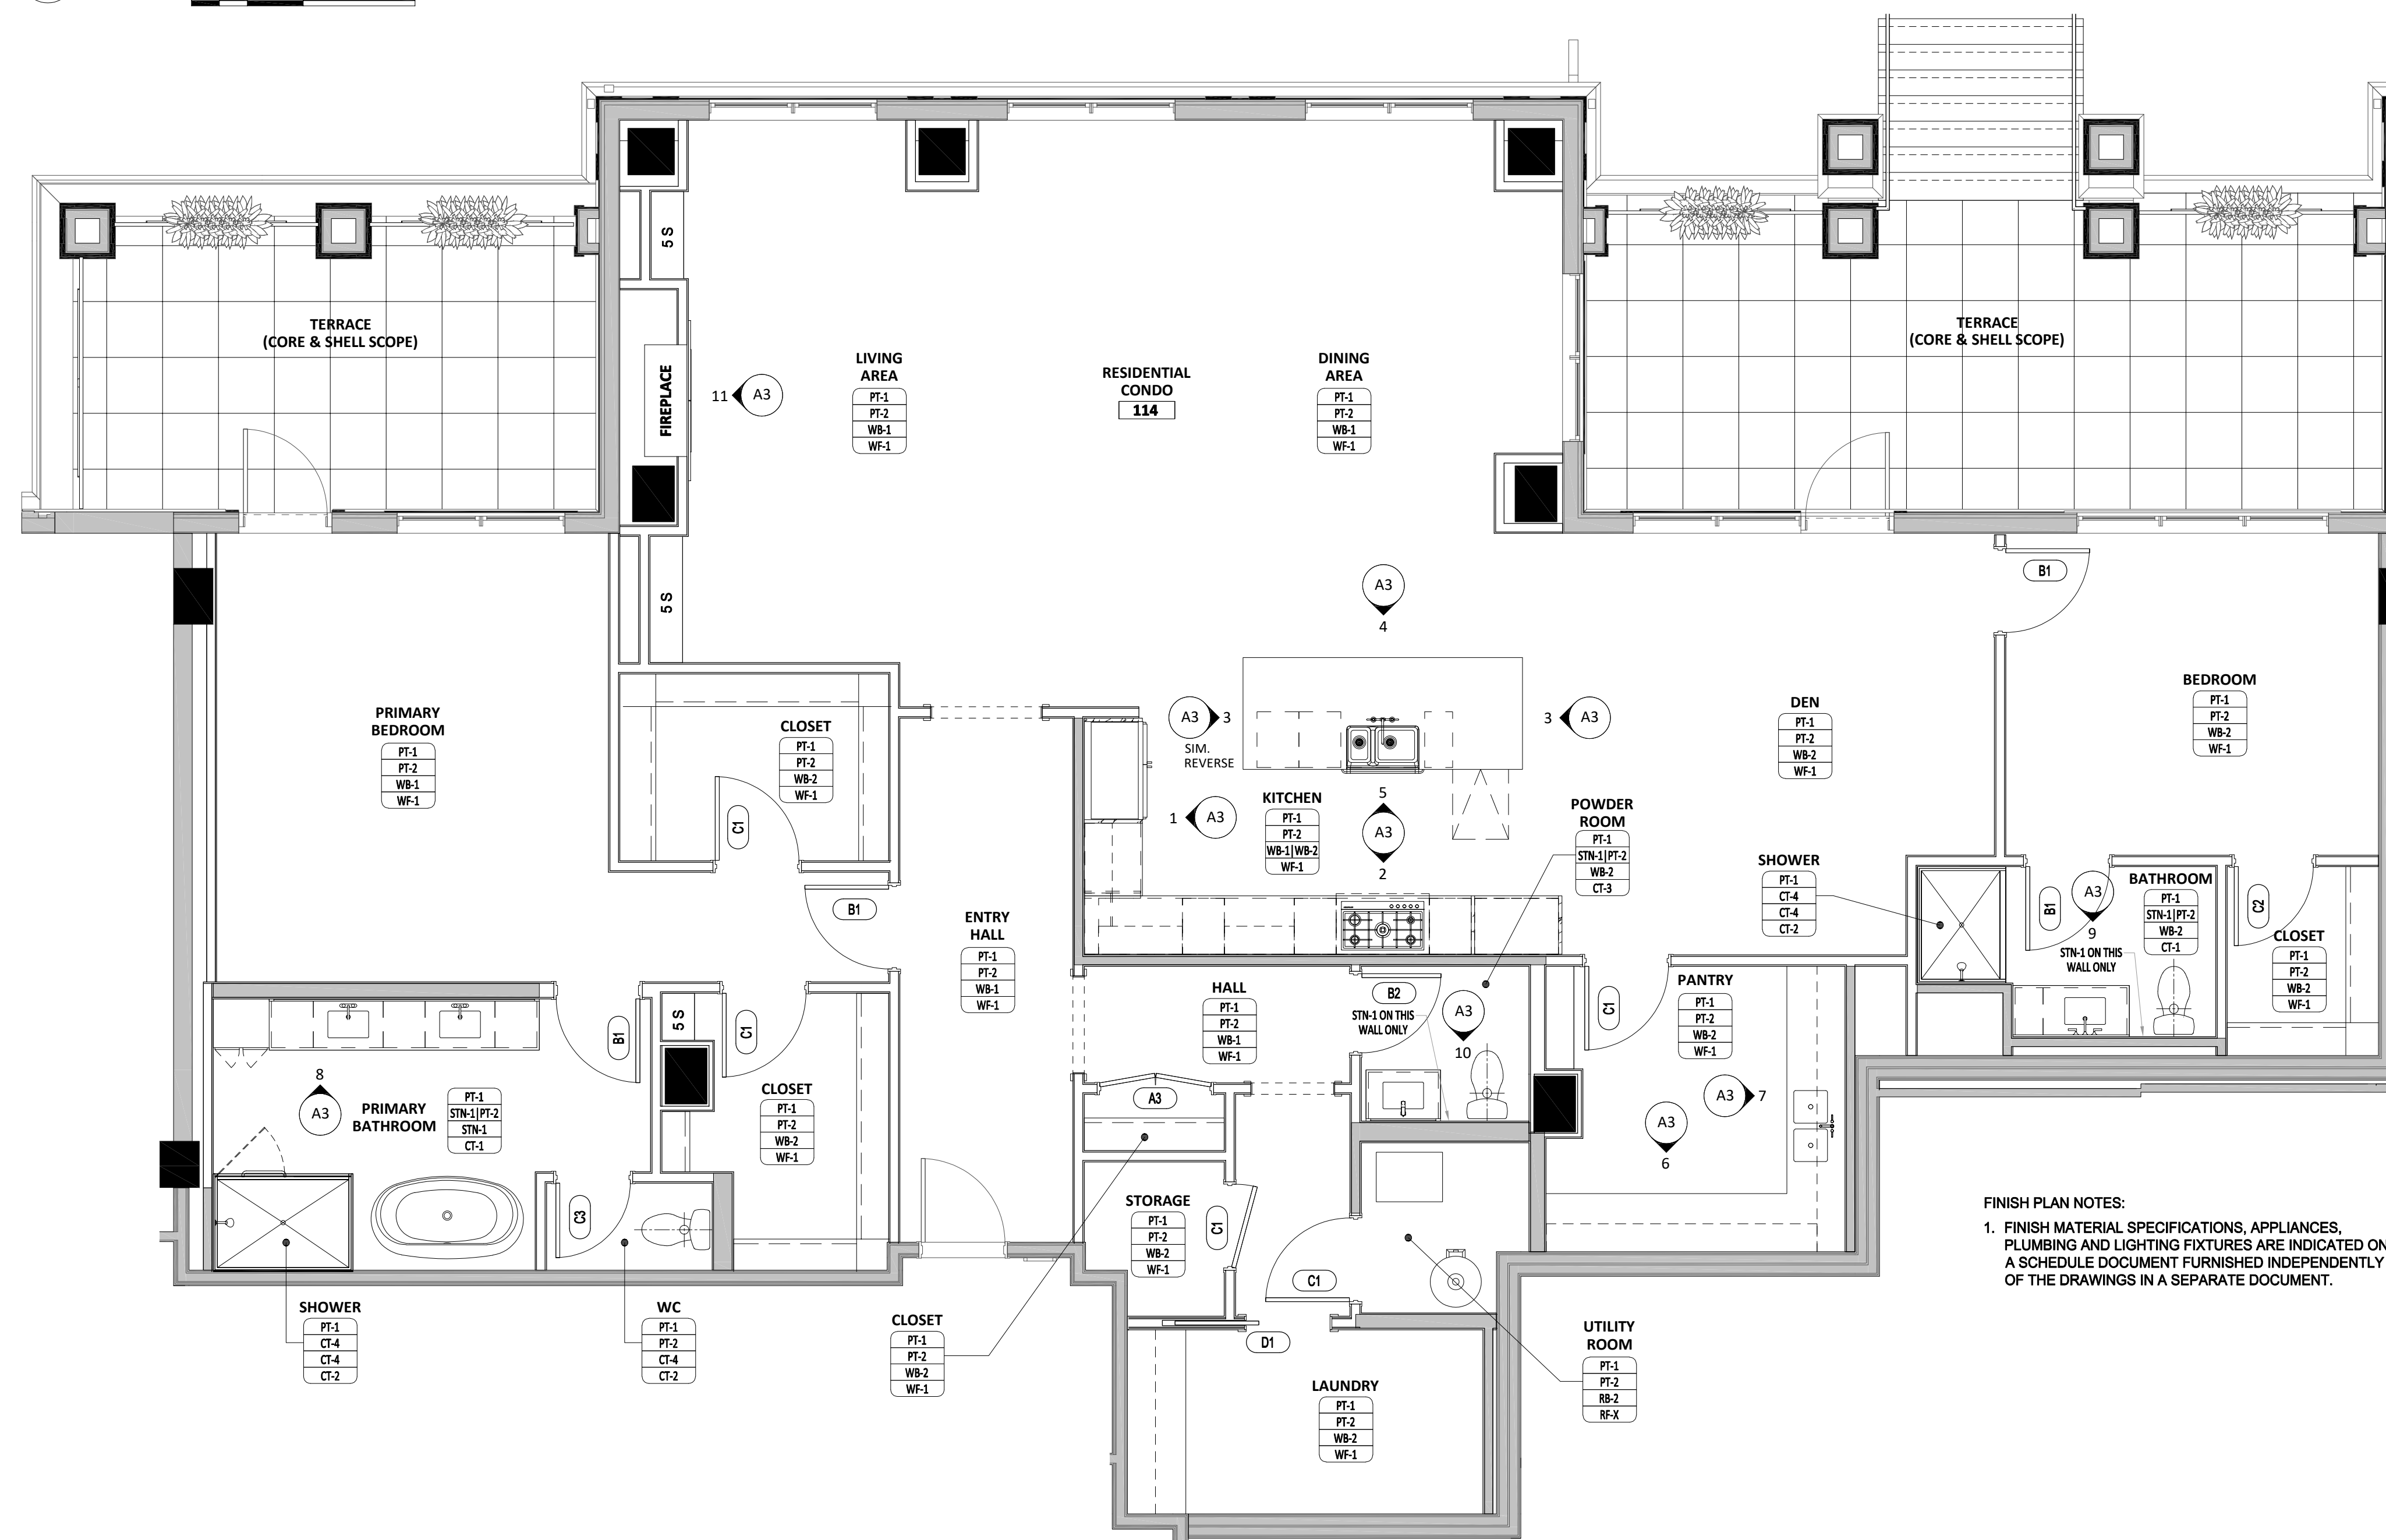 TERRACE
(CORE & SHELL SCOPE)
5 S
FIREPLACE
11
A3
LIVING
AREA
PT-1
PT-2
WB-1
WF-1
RESIDENTIAL
CONDO
114
DINING
AREA
PT-1
PT-2
WB-1
WF-1
TERRACE
(CORE & SHELL SCOPE)
5 S
A3
4
B1
PRIMARY
BEDROOM
PT-1
PT-2
WB-1
WF-1
CLOSET
PT-1
PT-2
WB-2
WF-1
C1
A3
3
SIM.
REVERSE
3
A3
DEN
PT-1
PT-2
WB-2
WF-1
BEDROOM
PT-1
PT-2
WB-2
WF-1
1
A3
KITCHEN
PT-1
PT-2
WB-1|WB-2
WF-1
5
A3
2
POWDER
ROOM
PT-1
STN-1|PT-2
WB-2
CT-3
SHOWER
PT-1
CT-4
CT-4
CT-2
B1
A3
9
BATHROOM
PT-1
STN-1|PT-2
WB-2
CT-1
STN-1 ON THIS
WALL ONLY
C2
CLOSET
PT-1
PT-2
WB-2
WF-1
B1
ENTRY
HALL
PT-1
PT-2
WB-1
WF-1
B1
5 S
C1
HALL
PT-1
PT-2
WB-1
WF-1
B2
STN-1 ON THIS
WALL ONLY
A3
10
C1
PANTRY
PT-1
PT-2
WB-2
WF-1
8
A3
PRIMARY
BATHROOM
PT-1
STN-1|PT-2
STN-1
CT-1
CLOSET
PT-1
PT-2
WB-2
WF-1
A3
A3
7
A3
6
C3
STORAGE
PT-1
PT-2
WB-2
WF-1
C1
C1
FINISH PLAN NOTES:
1. FINISH MATERIAL SPECIFICATIONS, APPLIANCES,
PLUMBING AND LIGHTING FIXTURES ARE INDICATED ON
A SCHEDULE DOCUMENT FURNISHED INDEPENDENTLY
OF THE DRAWINGS IN A SEPARATE DOCUMENT.
SHOWER
PT-1
CT-4
CT-4
CT-2
WC
PT-1
PT-2
CT-4
CT-2
CLOSET
PT-1
PT-2
WB-2
WF-1
D1
LAUNDRY
PT-1
PT-2
WB-2
WF-1
UTILITY
ROOM
PT-1
PT-2
RB-2
RF-X